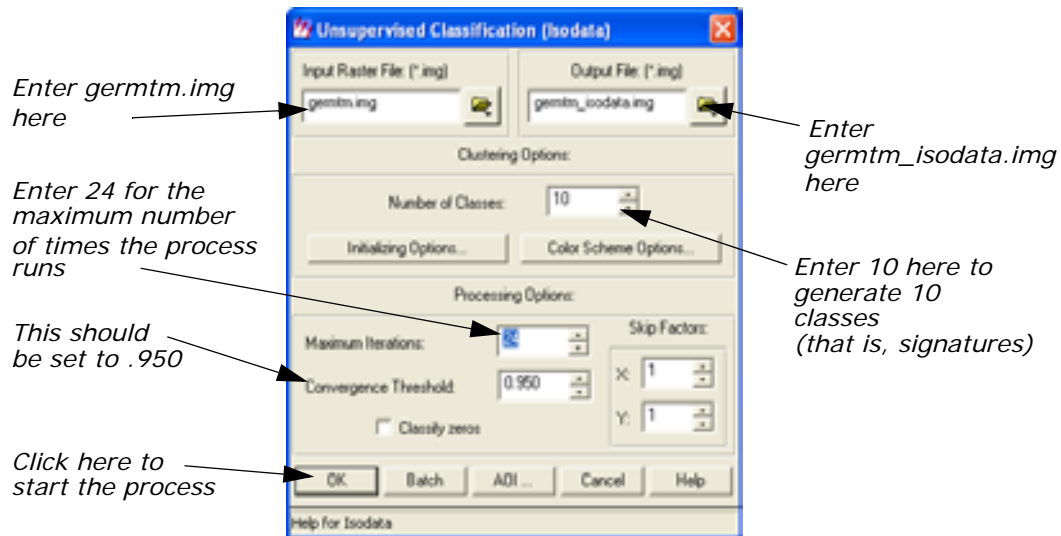 Unsupervised Classification (Isodata)
Input Raster File: (*.img)
Output File: (*.img)
Enter germtm.img
here
germtm.img
germtm_isodata.img
Enter
germtm_isodata.img
here
Clustering Options:
Enter 24 for the
maximum number
of times the process
runs
Number of Classes:
10
Initializing Options...
Color Scheme Options...
Enter 10 here to
generate 10
classes
(that is, signatures)
Processing Options:
This should
be set to .950
Maximum Iterations:
24
Skip Factors:
Convergence Threshold:
0.950
X: 1
Y: 1
Classify zeros
Click here to
start the process
OK
Batch
AOI ...
Cancel
Help
Help for Isodata